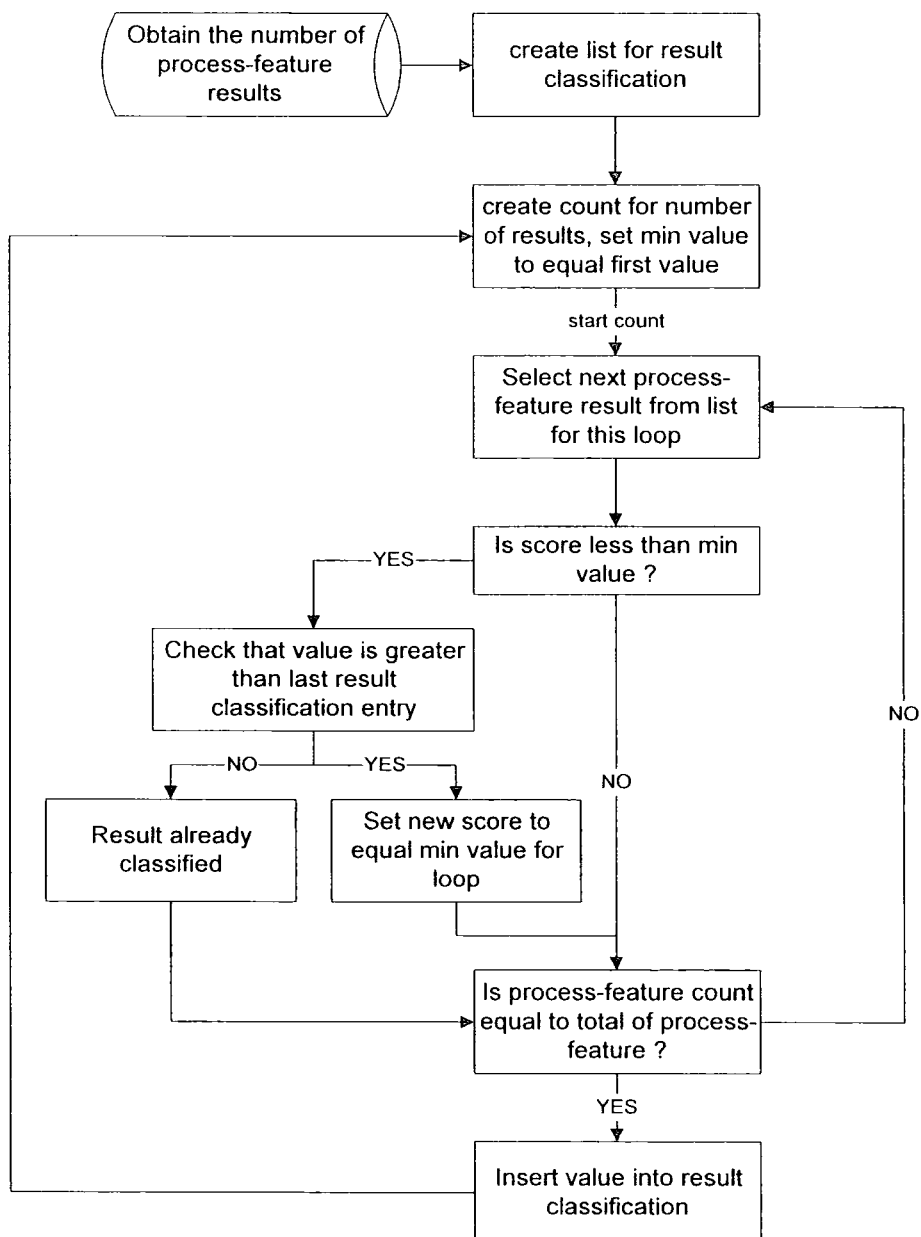 Obtain the number of
process-feature
results
create list for result
classification
create count for number
of results, set min value
to equal first value
start count
Select next process-
feature result from list
for this loop
Is score less than min
value ?
YES
Check that value is greater
than last result
classification entry
NO
NO
YES
NO
Result already
classified
Set new score to
equal min value for
loop
Is process-feature count
equal to total of process-
feature ?
YES
Insert value into result
classification